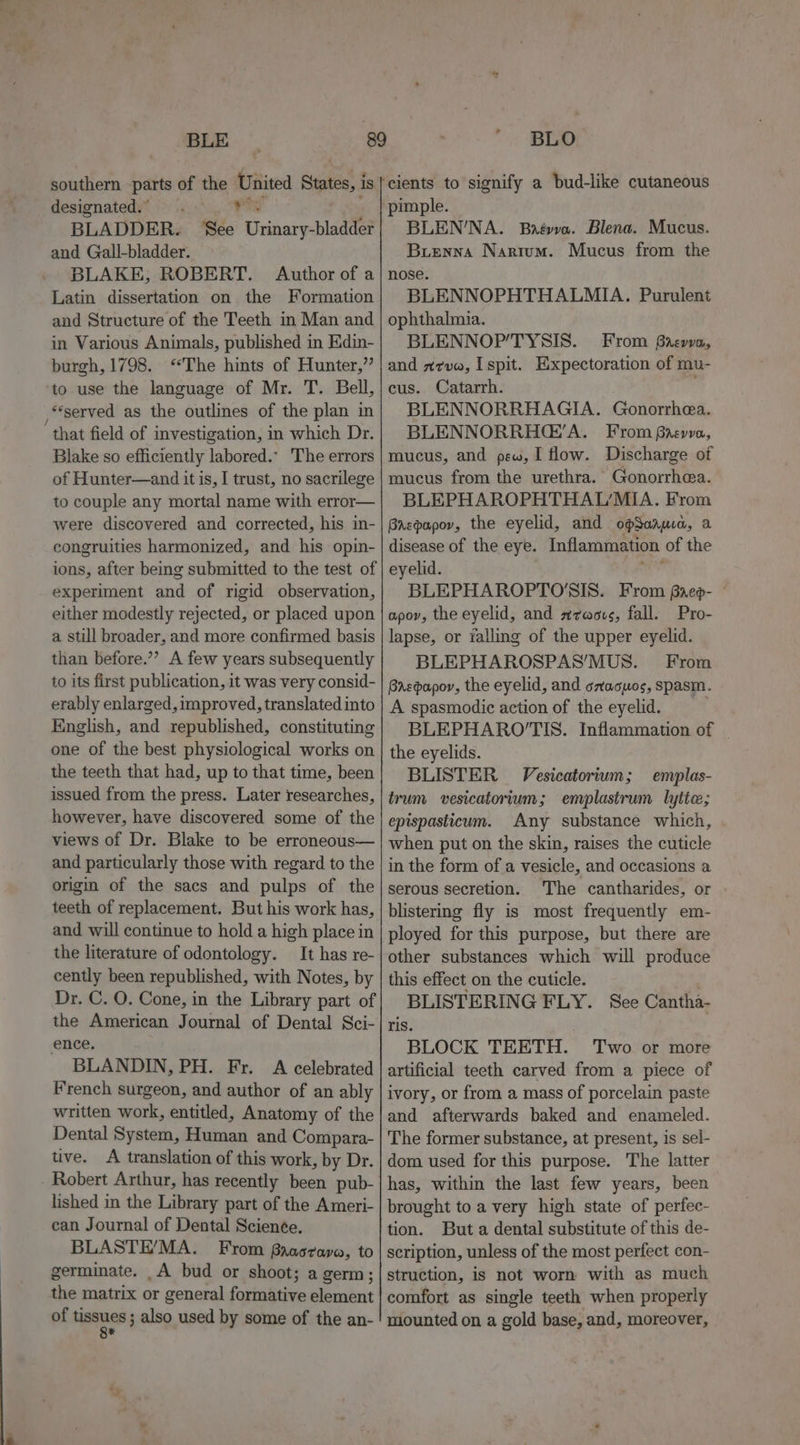 BLE 89 BLO
southern parts of the United States, is
designated.
BLADDER. See Urinary-bladder
and Gall-bladder.
BLAKE, ROBERT. Author of a
Latin dissertation on the Formation
and Structure of the Teeth in Man and
in Various Animals, published in Edin-
burgh, 1798. “The hints of Hunter,”
to use the language of Mr. T. Bell,
“served as the outlines of the plan in
that field of investigation, in which Dr.
Blake so efficiently labored. The errors
of Hunter—and it is, I trust, no sacrilege
to couple any mortal name with error—
were discovered and corrected, his in-
congruities harmonized, and his opin-
ions, after being submitted to the test of
experiment and of rigid observation,
either modestly rejected, or placed upon
a still broader, and more confirmed basis
than before.” A few years subsequently
to its first publication, it was very consid-
erably enlarged, improved, translated into
English, and republished, constituting
one of the best physiological works on
the teeth that had, up to that time, been
issued from the press. Later researches,
however, have discovered some of the
views of Dr. Blake to be erroneous—
and particularly those with regard to the
origin of the sacs and pulps of the
teeth of replacement. But his work has,
and will continue to hold a high place in
the literature of odontology. It has re-
cently been republished, with Notes, by
Dr. C. O. Cone, in the Library part of
the American Journal of Dental Sci-
ence.
BLANDIN, PH. Fr. A celebrated
French surgeon, and author of an ably
written work, entitled, Anatomy of the
Dental System, Human and Compara-
tive. A translation of this work, by Dr.
Robert Arthur, has recently been pub-
lished in the Library part of the Ameri-
can Journal of Dental Science.
BLASTE'MA. From βλαστανω, to
germinate. A bud or shoot; a germ;
the matrix or general formative element
of tissues; also used by some of the an-
8*
cients to signify a bud-like cutaneous
pimple.
BLEN'NA. Βλέννα. Blena. Mucus.
BLENNA NARIUM. Mucus from the
nose.
BLENNOPHTHALMIA. Purulent
ophthalmia.
BLENNOP'TYSIS. From βλεννα,
and πτυω, I spit. Expectoration of mu-
cus. Catarrh.
BLENNORRHAGIA. Gonorrhœa.
BLENNORRHŒ'A. From βλεννα,
mucus, and ρεω, I flow. Discharge of
mucus from the urethra. Gonorrhœa.
BLEPHAROPHTHAL'MIA. From
βλεφαρον, the eyelid, and οφθαλμια, a
disease of the eye. Inflammation of the
eyelid.
BLEPHAROPTO'SIS. From βλεφ-
αρον, the eyelid, and πτωσις, fall. Pro-
lapse, or falling of the upper eyelid.
BLEPHAROSPAS'MUS. From
βλεφαρον, the eyelid, and σπασμος, spasm.
A spasmodic action of the eyelid.
BLEPHARO'TIS. Inflammation of
the eyelids.
BLISTER Vesicatorium; emplas-
trum vesicatorium; emplastrum lyttæ;
epispasticum. Any substance which,
when put on the skin, raises the cuticle
in the form of a vesicle, and occasions a
serous secretion. The cantharides, or
blistering fly is most frequently em-
ployed for this purpose, but there are
other substances which will produce
this effect on the cuticle.
BLISTERING FLY. See Cantha-
ris.
BLOCK TEETH. Two or more
artificial teeth carved from a piece of
ivory, or from a mass of porcelain paste
and afterwards baked and enameled.
The former substance, at present, is sel-
dom used for this purpose. The latter
has, within the last few years, been
brought to a very high state of perfec-
tion. But a dental substitute of this de-
scription, unless of the most perfect con-
struction, is not worn with as much
comfort as single teeth when properly
mounted on a gold base, and, moreover,